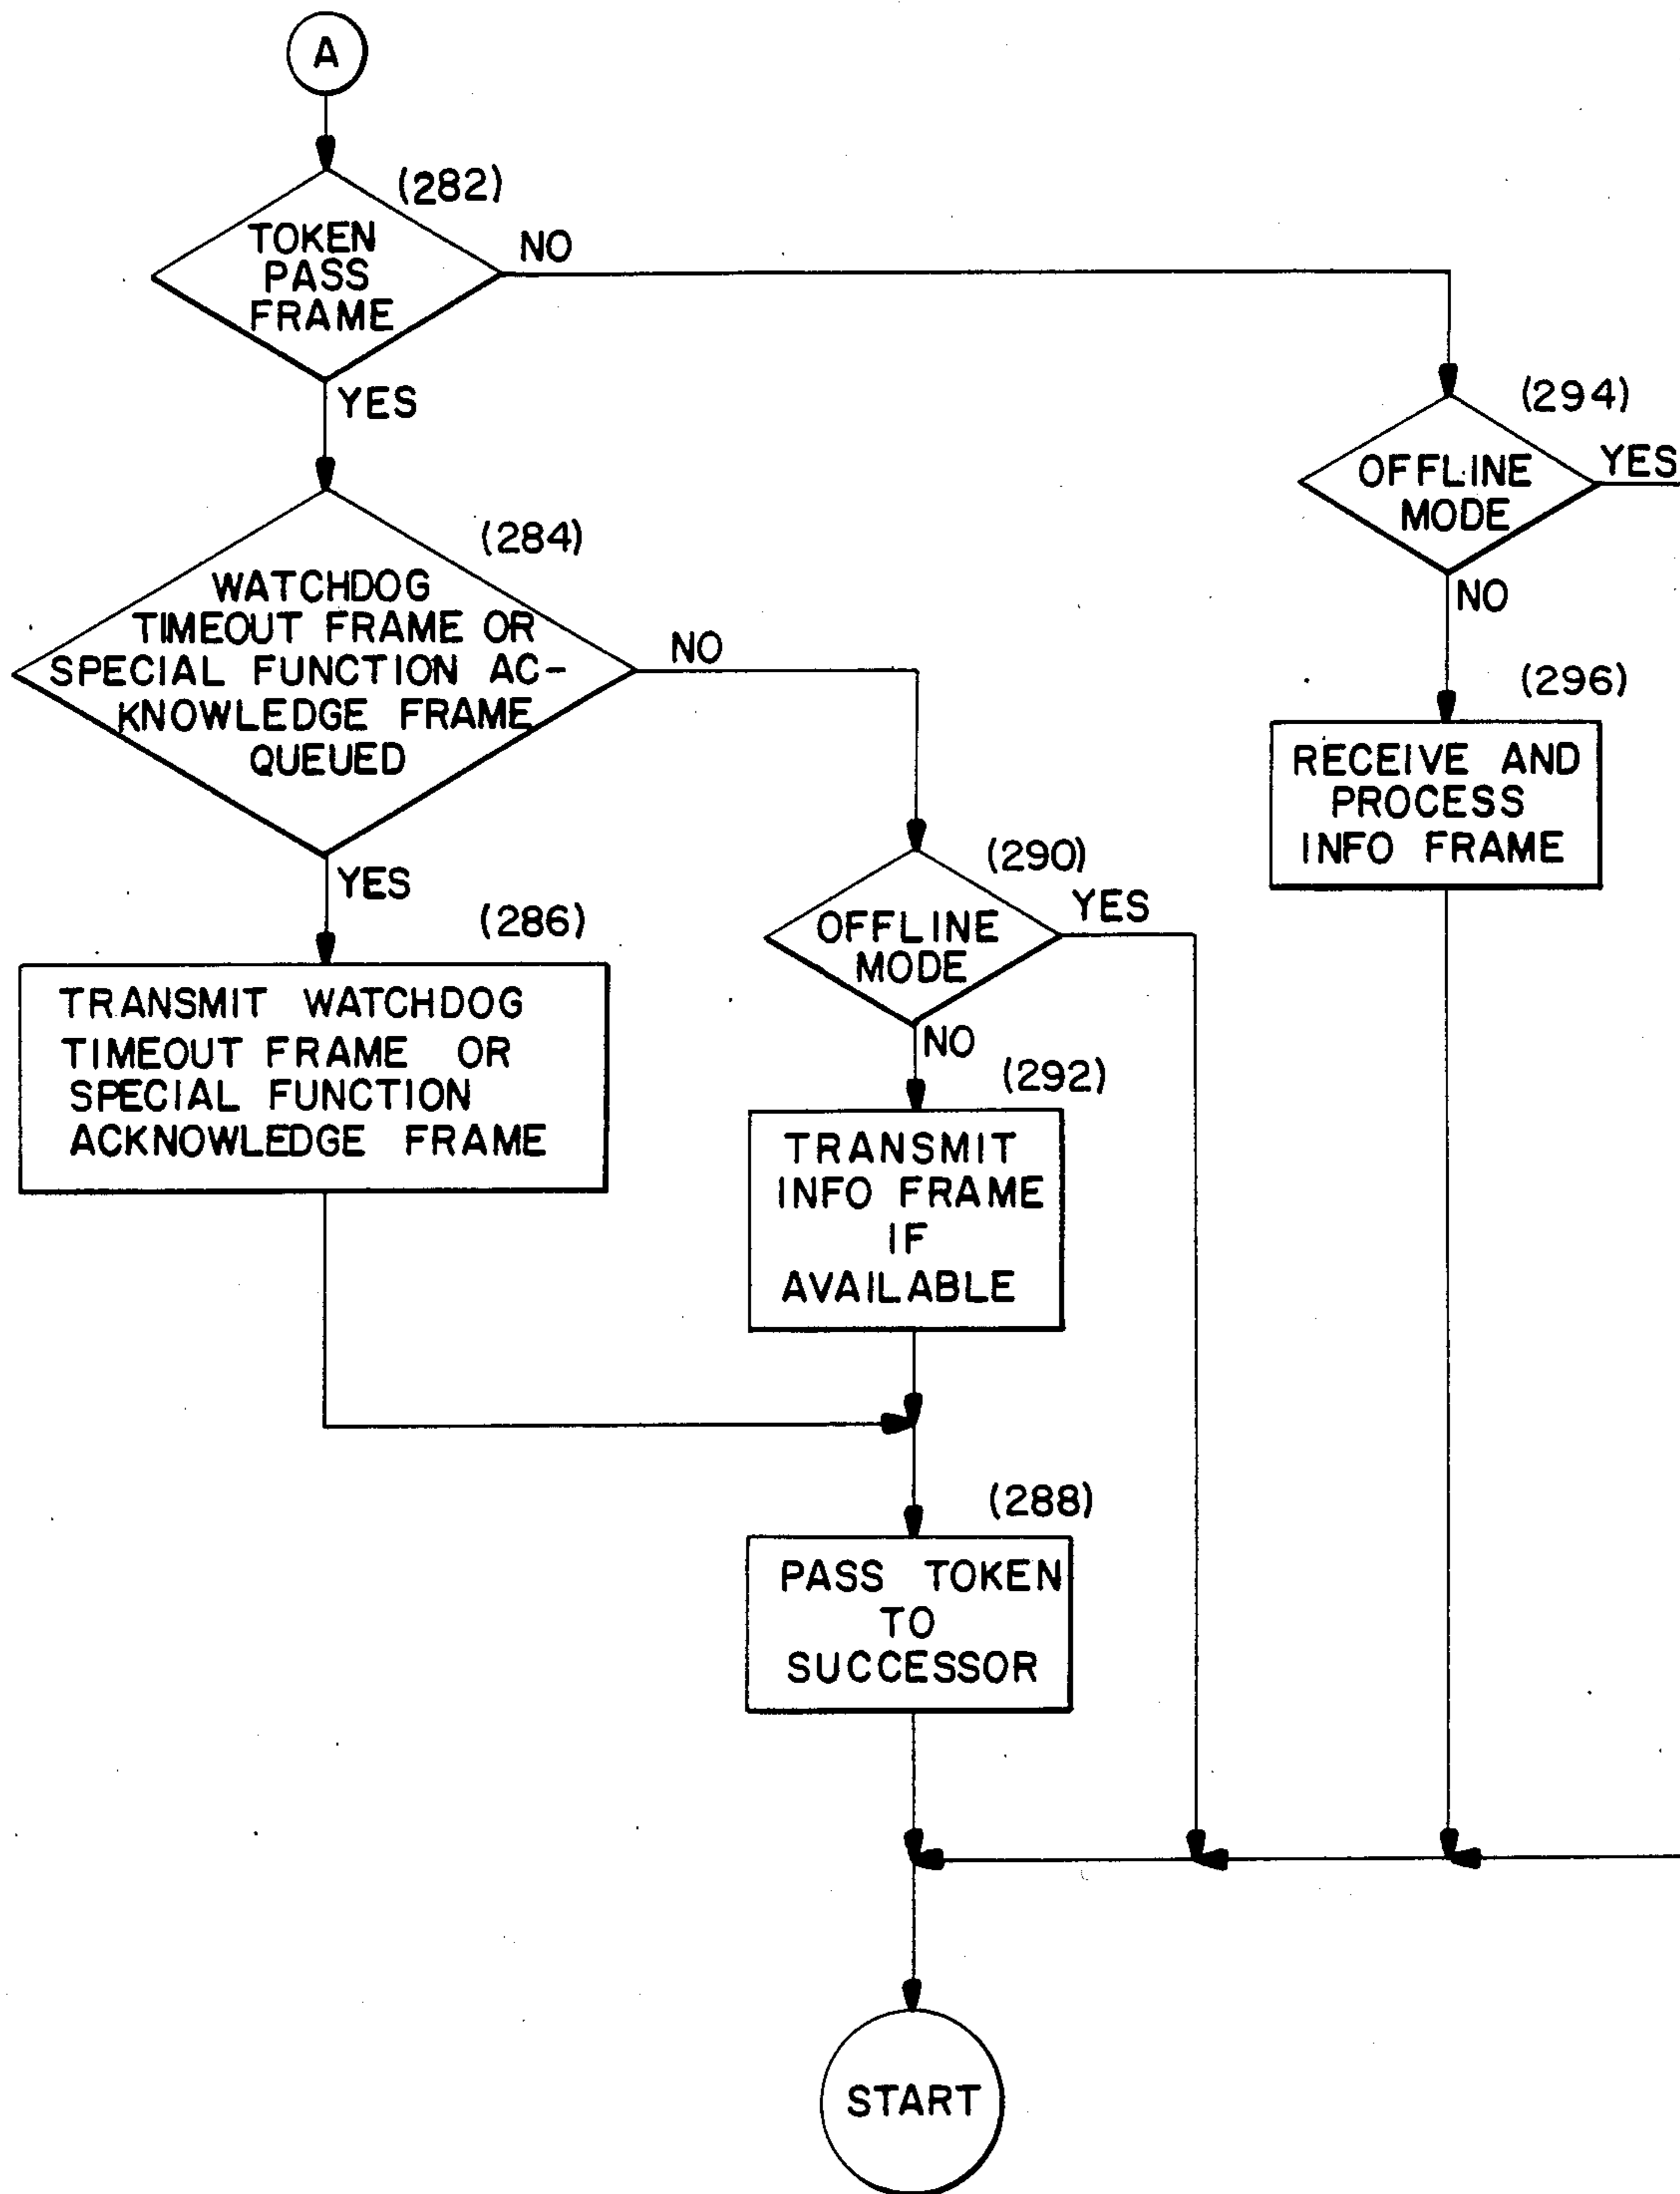 A
(282)
TOKEN
PASS
FRAME
NO
YES
(294)
OFFLINE
MODE
YES
NO
(284)
WATCHDOG
TIMEOUT FRAME OR
SPECIAL FUNCTION AC-
KNOWLEDGE FRAME
QUEUED
NO
YES
(296)
RECEIVE AND
PROCESS
INFO FRAME
(290)
OFFLINE
MODE
YES
NO
(286)
TRANSMIT WATCHDOG
TIMEOUT FRAME OR
SPECIAL FUNCTION
ACKNOWLEDGE FRAME
(292)
TRANSMIT
INFO FRAME
IF
AVAILABLE
(288)
PASS TOKEN
TO
SUCCESSOR
START